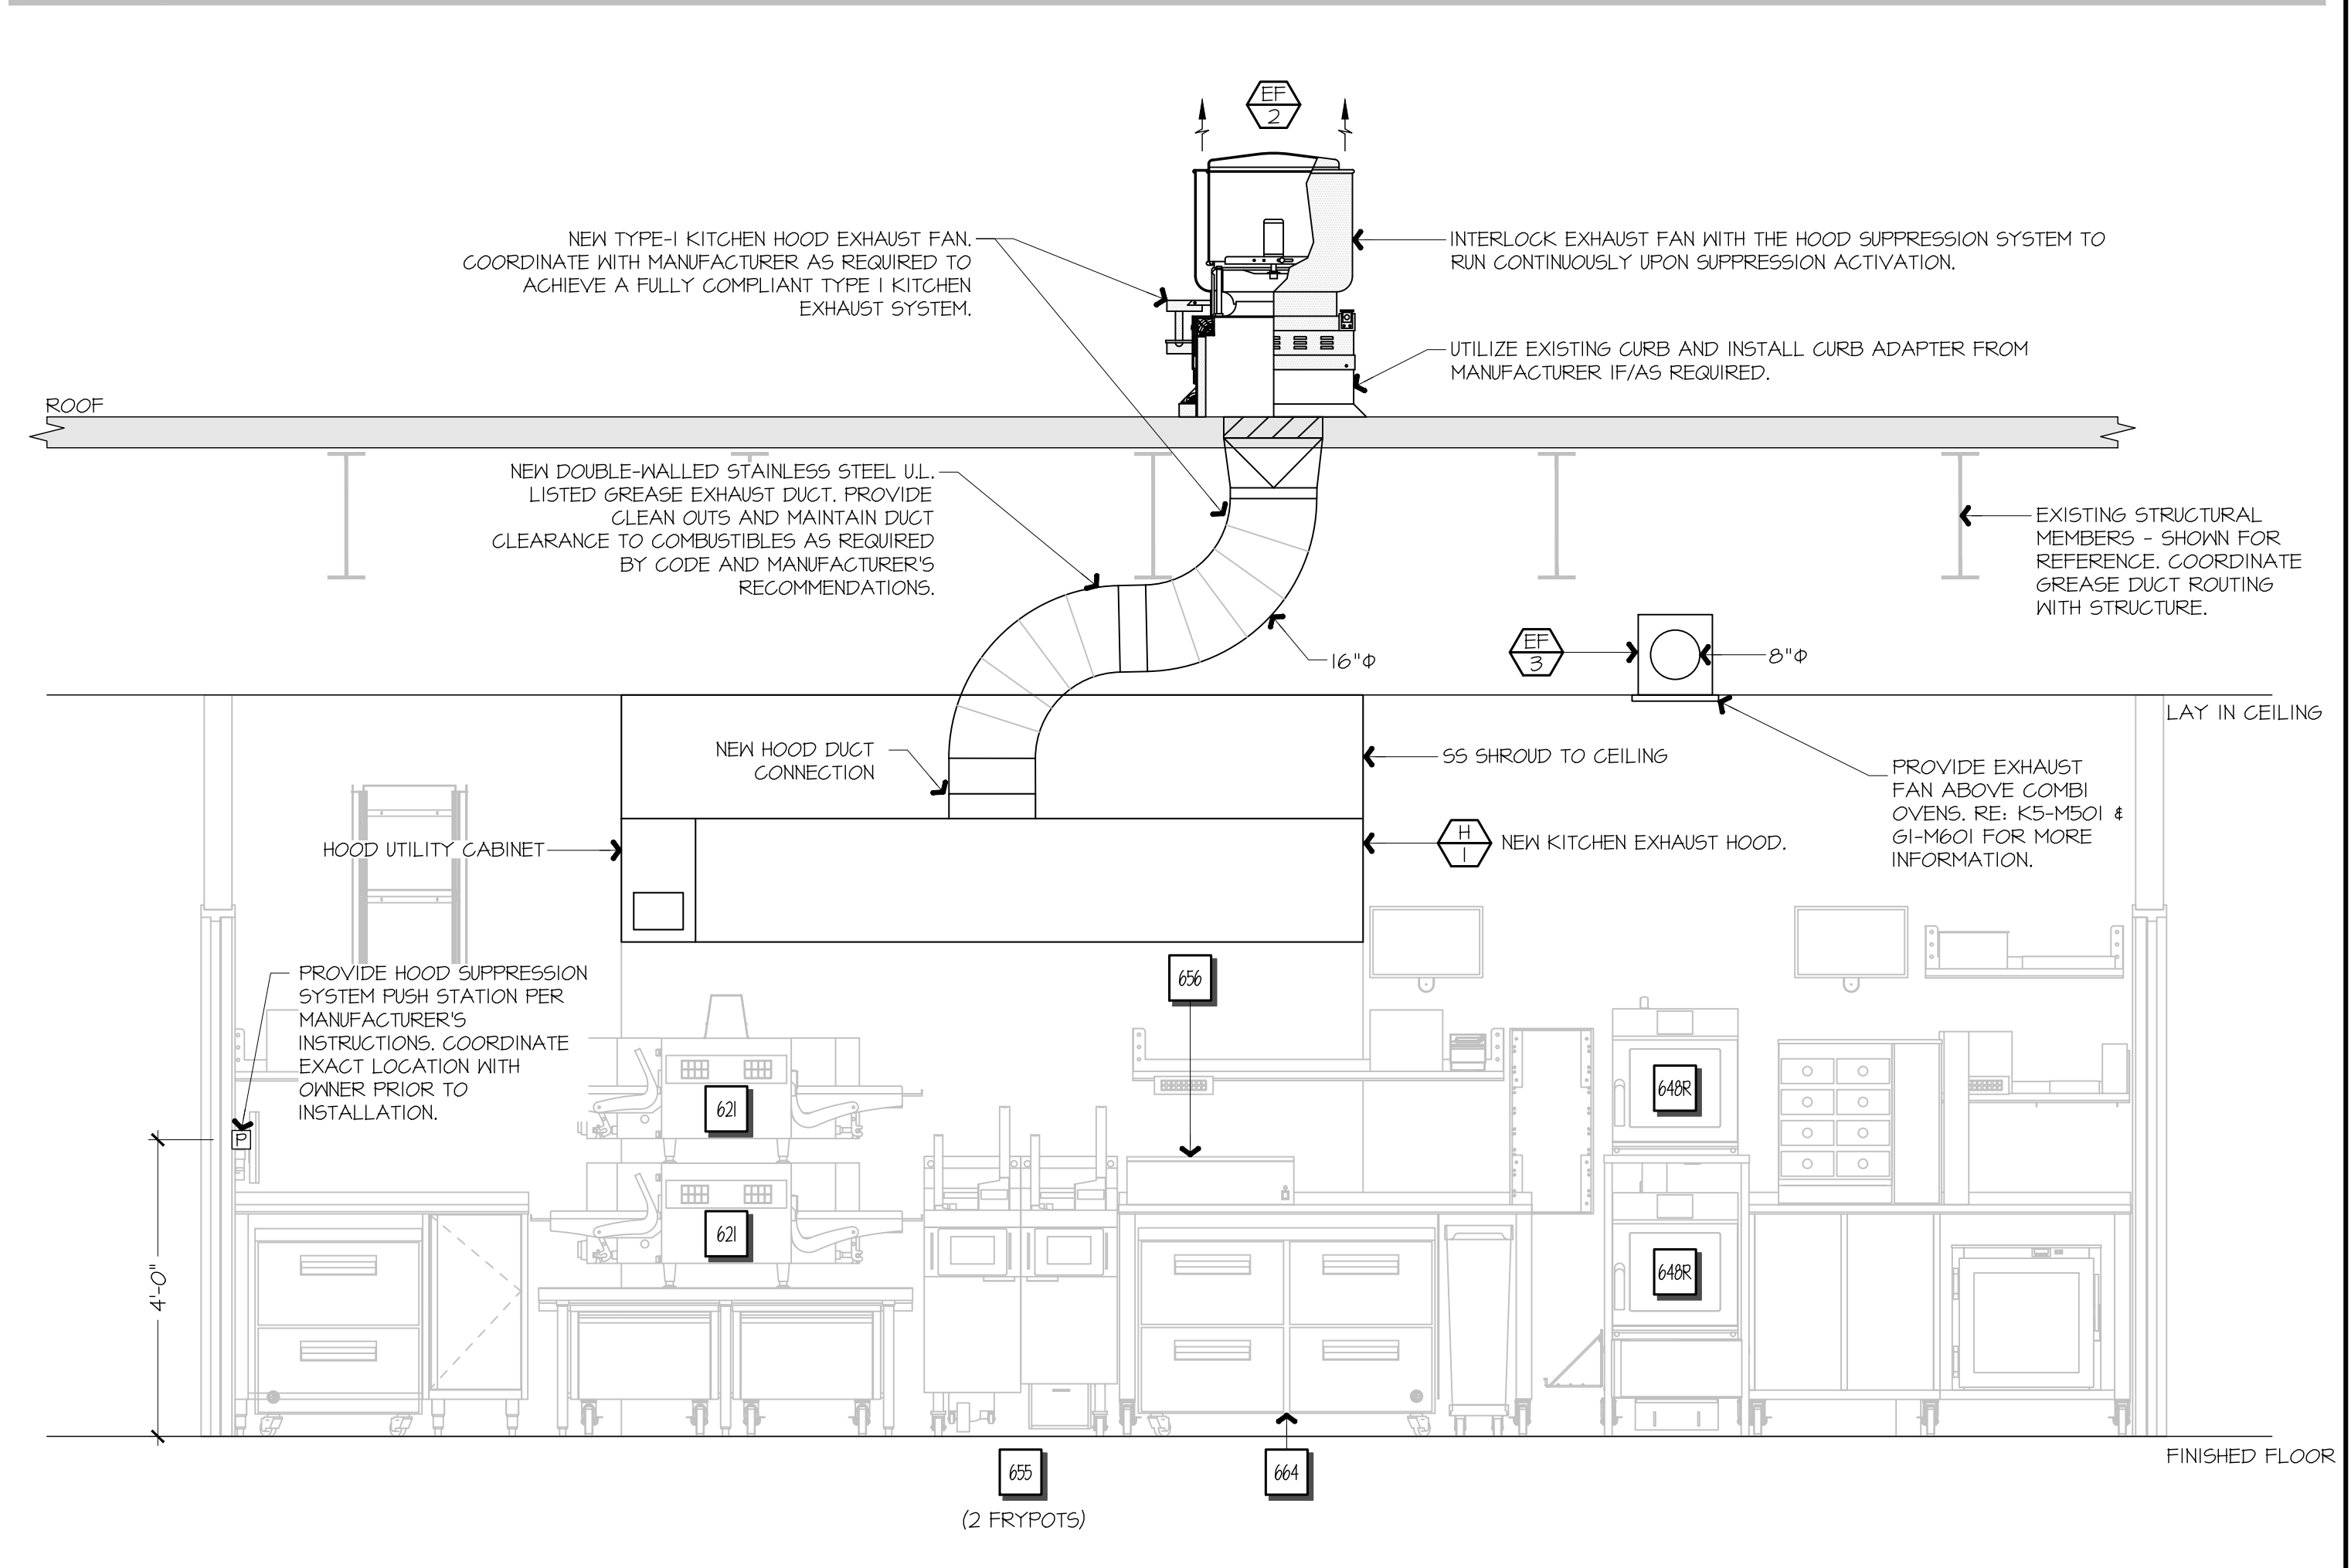 EF
2
NEW TYPE-I KITCHEN HOOD EXHAUST FAN.
COORDINATE WITH MANUFACTURER AS REQUIRED TO
ACHIEVE A FULLY COMPLIANT TYPE I KITCHEN
EXHAUST SYSTEM.
INTERLOCK EXHAUST FAN WITH THE HOOD SUPPRESSION SYSTEM TO
RUN CONTINUOUSLY UPON SUPPRESSION ACTIVATION.
UTILIZE EXISTING CURB AND INSTALL CURB ADAPTER FROM
MANUFACTURER IF/AS REQUIRED.
ROOF
NEW DOUBLE-WALLED STAINLESS STEEL U.L.
LISTED GREASE EXHAUST DUCT. PROVIDE
CLEAN OUTS AND MAINTAIN DUCT
CLEARANCE TO COMBUSTIBLES AS REQUIRED
BY CODE AND MANUFACTURER'S
RECOMMENDATIONS.
EXISTING STRUCTURAL
MEMBERS - SHOWN FOR
REFERENCE. COORDINATE
GREASE DUCT ROUTING
WITH STRUCTURE.
16"Φ
EF
3
8"Φ
LAY IN CEILING
NEW HOOD DUCT
CONNECTION
SS SHROUD TO CEILING
PROVIDE EXHAUST
FAN ABOVE COMBI
OVENS. RE: K5-M501 &
G1-M601 FOR MORE
INFORMATION.
HOOD UTILITY CABINET
H
1
NEW KITCHEN EXHAUST HOOD.
PROVIDE HOOD SUPPRESSION
SYSTEM PUSH STATION PER
MANUFACTURER'S
INSTRUCTIONS. COORDINATE
EXACT LOCATION WITH
OWNER PRIOR TO
INSTALLATION.
656
621
648R
P
621
648R
4'-0"
FINISHED FLOOR
655
664
(2 FRYPOTS)